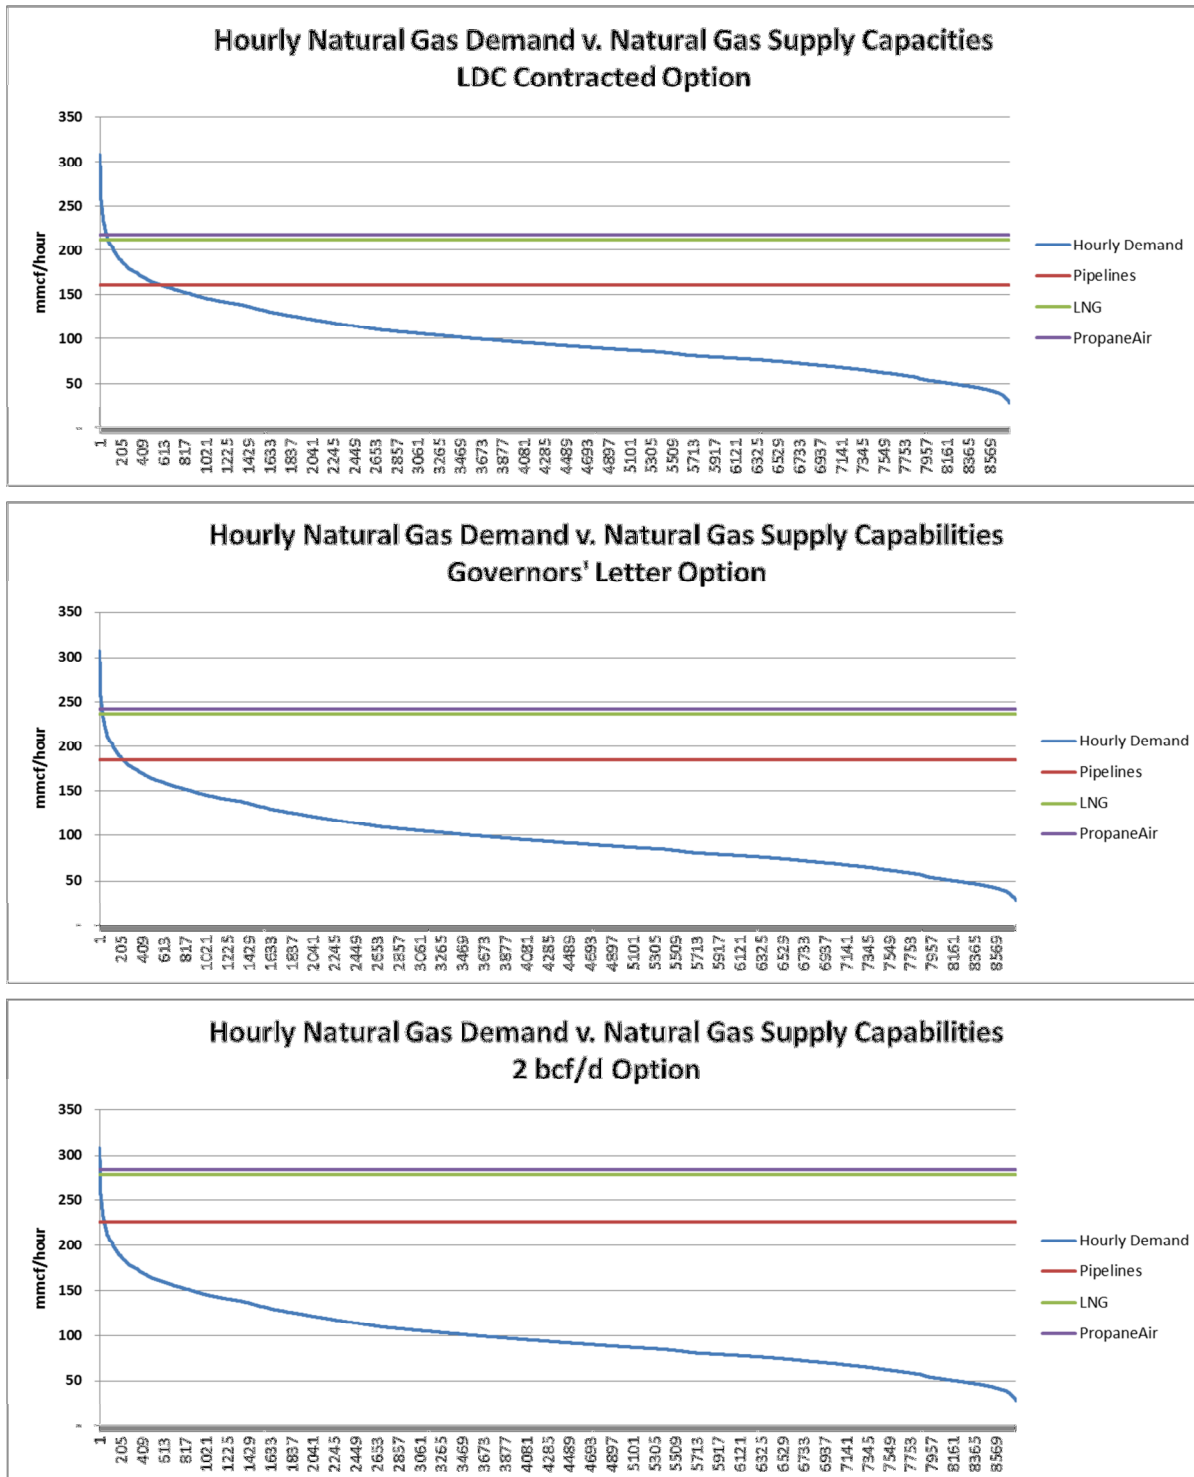 Hourly Natural Gas Demand v. Natural Gas Supply Capacities
LDC Contracted Option
350
300
250
200
150
100
50
-
mmcf/hour
1 205 409 613 817 1021 1225 1429 1633 1837 2041 2245 2449 2653 2857 3061 3265 3469 3673 3877 4081 4285 4489 4693 4897 5101 5305 5509 5713 5917 6121 6325 6529 6733 6937 7141 7345 7549 7753 7957 8161 8365 8569
Hourly Demand
Pipelines
LNG
PropaneAir
Hourly Natural Gas Demand v. Natural Gas Supply Capabilities
Governors' Letter Option
350
300
250
200
150
100
50
-
mmcf/hour
1 205 409 613 817 1021 1225 1429 1633 1837 2041 2245 2449 2653 2857 3061 3265 3469 3673 3877 4081 4285 4489 4693 4897 5101 5305 5509 5713 5917 6121 6325 6529 6733 6937 7141 7345 7549 7753 7957 8161 8365 8569
Hourly Demand
Pipelines
LNG
PropaneAir
Hourly Natural Gas Demand v. Natural Gas Supply Capabilities
2 bcf/d Option
350
300
250
200
150
100
50
-
mmcf/hour
1 205 409 613 817 1021 1225 1429 1633 1837 2041 2245 2449 2653 2857 3061 3265 3469 3673 3877 4081 4285 4489 4693 4897 5101 5305 5509 5713 5917 6121 6325 6529 6733 6937 7141 7345 7549 7753 7957 8161 8365 8569
Hourly Demand
Pipelines
LNG
PropaneAir